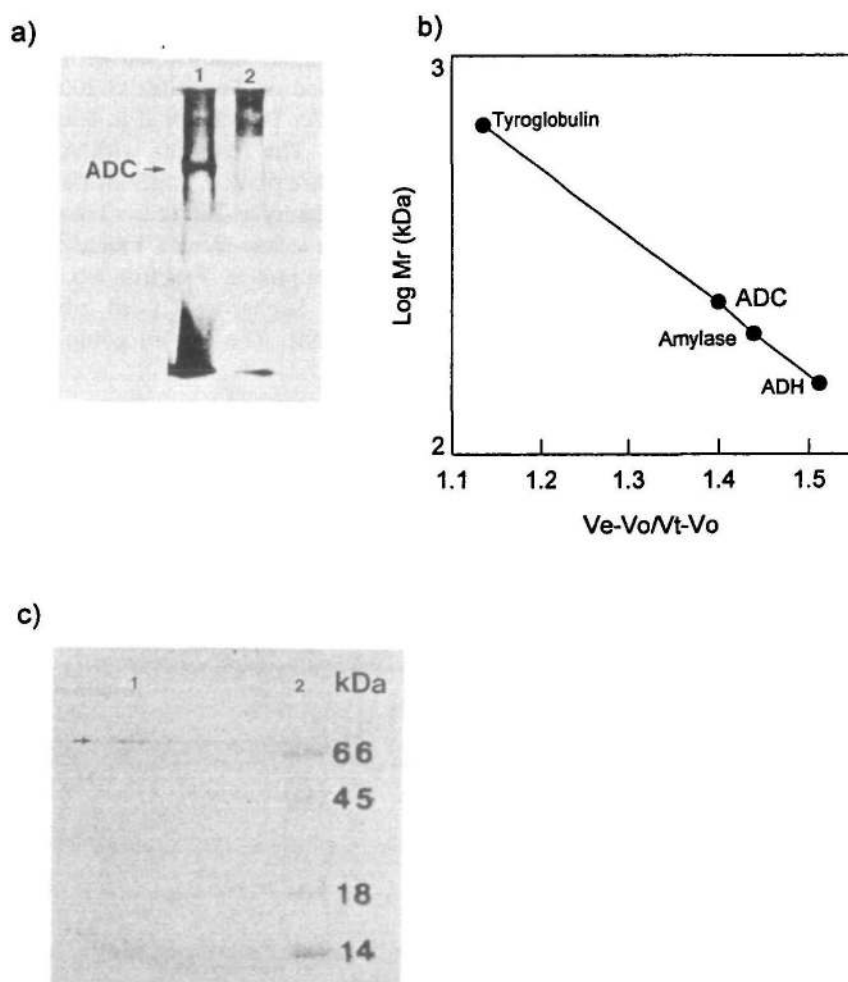 a)
1 2
ADC →
b)
3
Tyroglobulin
Log Mr (kDa)
ADC
Amylase
ADH
2
1.1 1.2 1.3 1.4 1.5
Ve-Vo/Vt-Vo
c)
1 2 kDa
66
45
18
14